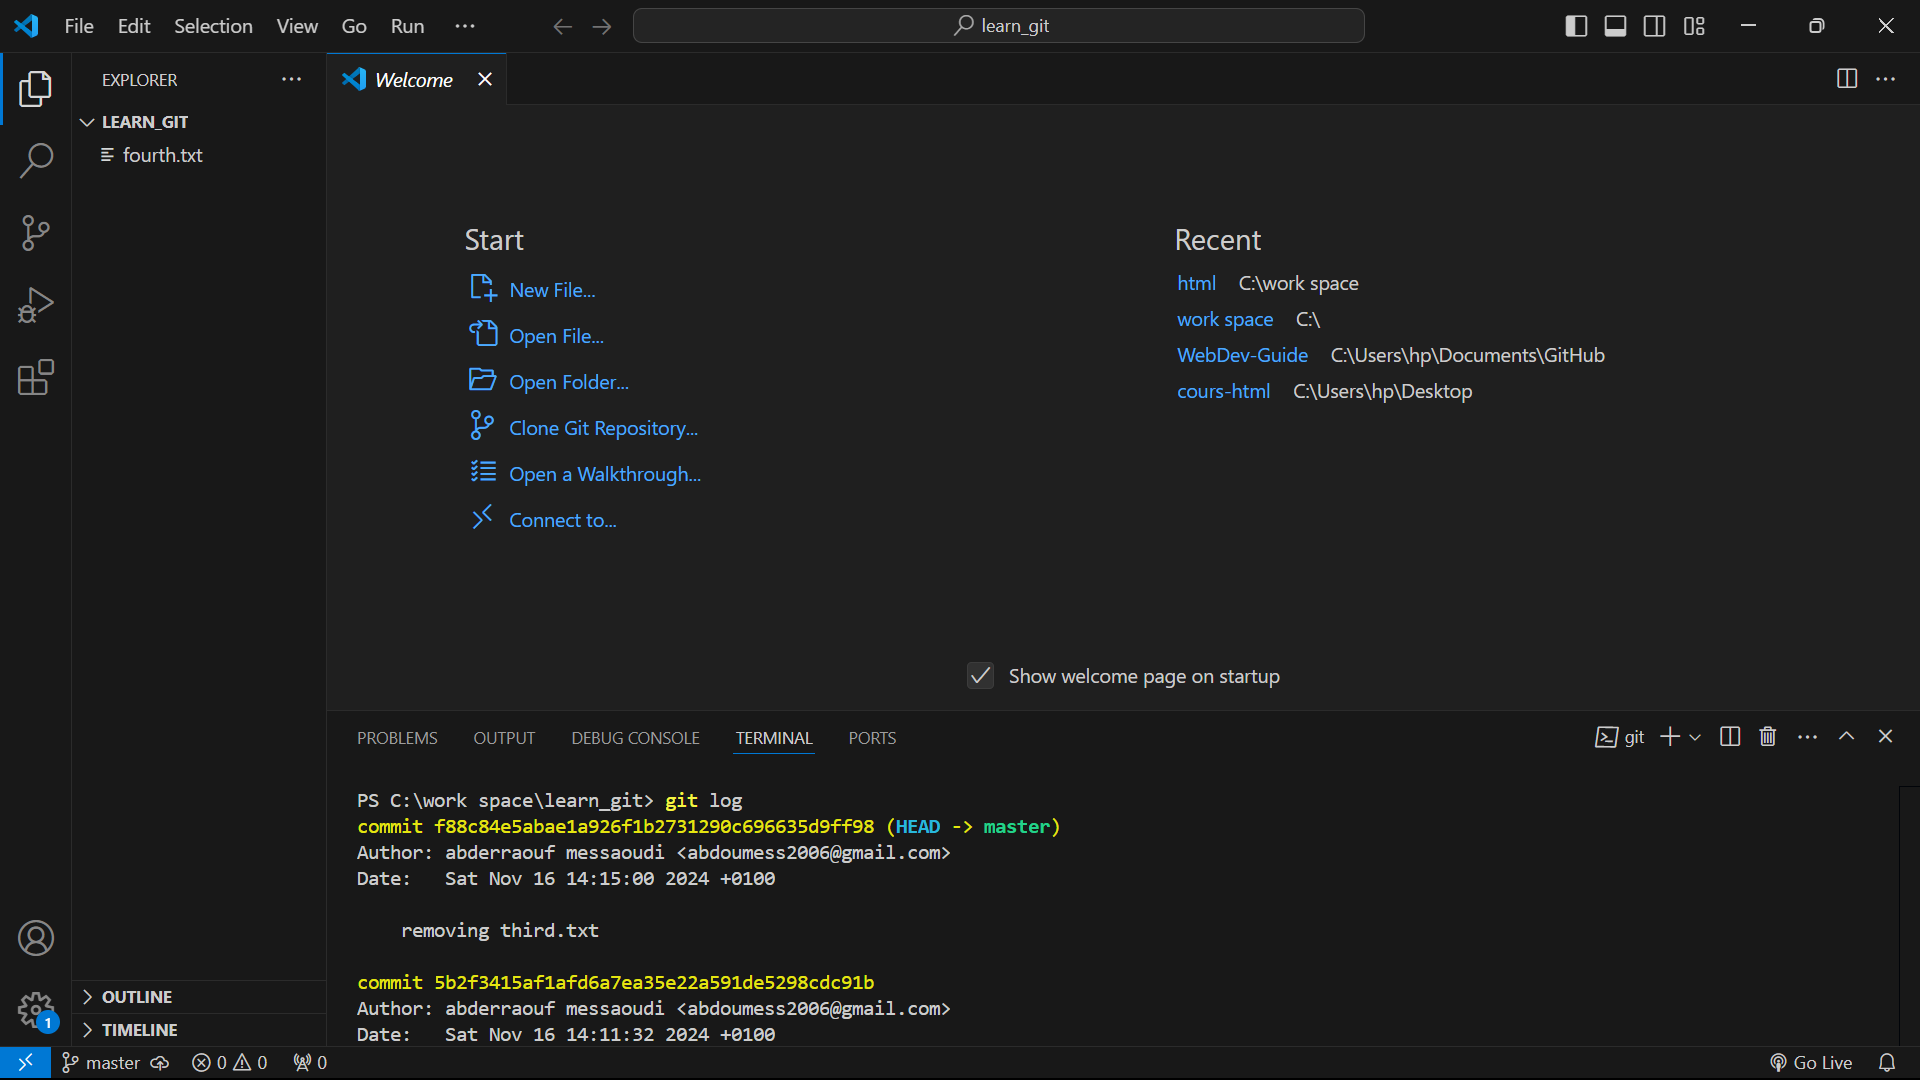 File Edit Selection View Go Run ···
learn_git
EXPLORER ···
LEARN_GIT
fourth.txt
Welcome
Start
New File...
Open File...
Open Folder...
Clone Git Repository...
Open a Walkthrough...
Connect to...
Recent
html C:\work space
work space C:\
WebDev-Guide C:\Users\hp\Documents\GitHub
cours-html C:\Users\hp\Desktop
Show welcome page on startup
PROBLEMS OUTPUT DEBUG CONSOLE TERMINAL PORTS
git
PS C:\work space\learn_git> git log
commit f88c84e5abae1a926f1b2731290c696635d9ff98 (HEAD -> master)
Author: abderraouf messaoudi <abdoumess2006@gmail.com>
Date:   Sat Nov 16 14:15:00 2024 +0100
removing third.txt
commit 5b2f3415af1afd6a7ea35e22a591de5298cdc91b
Author: abderraouf messaoudi <abdoumess2006@gmail.com>
Date:   Sat Nov 16 14:11:32 2024 +0100
OUTLINE
TIMELINE
1
master 0 0 0
Go Live